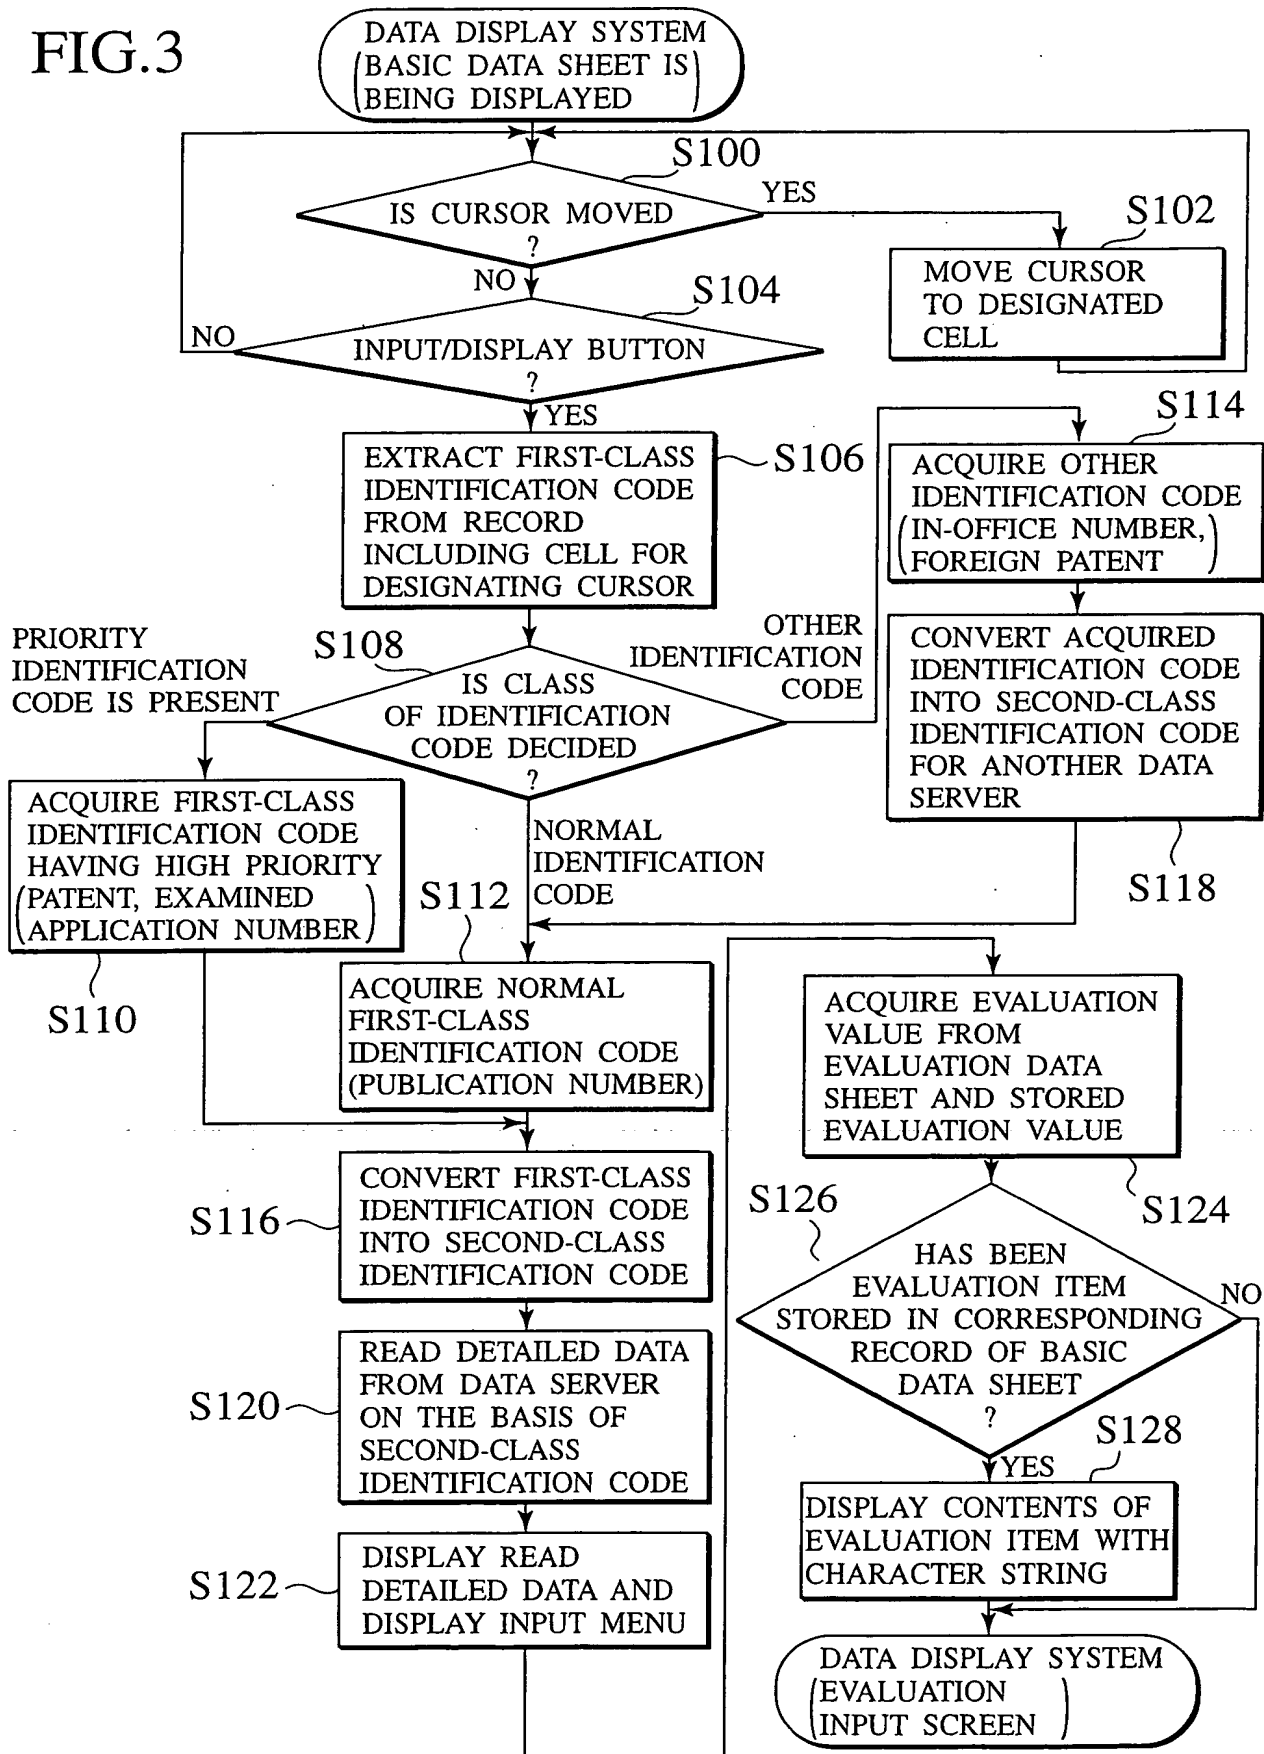 FIG.3
DATA DISPLAY SYSTEM
(BASIC DATA SHEET IS
BEING DISPLAYED)
S100
IS CURSOR MOVED
?
YES
S102
MOVE CURSOR
TO DESIGNATED
CELL
NO
S104
INPUT/DISPLAY BUTTON
?
NO
YES
S106
EXTRACT FIRST-CLASS
IDENTIFICATION CODE
FROM RECORD
INCLUDING CELL FOR
DESIGNATING CURSOR
S114
ACQUIRE OTHER
IDENTIFICATION CODE
(IN-OFFICE NUMBER,
FOREIGN PATENT)
S108
IS CLASS
OF IDENTIFICATION
CODE DECIDED
?
PRIORITY
IDENTIFICATION
CODE IS PRESENT
OTHER
IDENTIFICATION
CODE
CONVERT ACQUIRED
IDENTIFICATION CODE
INTO SECOND-CLASS
IDENTIFICATION CODE
FOR ANOTHER DATA
SERVER
S118
ACQUIRE FIRST-CLASS
IDENTIFICATION CODE
HAVING HIGH PRIORITY
(PATENT, EXAMINED
APPLICATION NUMBER)
S110
NORMAL
IDENTIFICATION
CODE
S112
ACQUIRE NORMAL
FIRST-CLASS
IDENTIFICATION CODE
(PUBLICATION NUMBER)
S116
CONVERT FIRST-CLASS
IDENTIFICATION CODE
INTO SECOND-CLASS
IDENTIFICATION CODE
S120
READ DETAILED DATA
FROM DATA SERVER
ON THE BASIS OF
SECOND-CLASS
IDENTIFICATION CODE
S122
DISPLAY READ
DETAILED DATA AND
DISPLAY INPUT MENU
ACQUIRE EVALUATION
VALUE FROM
EVALUATION DATA
SHEET AND STORED
EVALUATION VALUE
S124
S126
HAS BEEN
EVALUATION ITEM
STORED IN CORRESPONDING
RECORD OF BASIC
DATA SHEET
?
NO
YES
S128
DISPLAY CONTENTS OF
EVALUATION ITEM WITH
CHARACTER STRING
DATA DISPLAY SYSTEM
(EVALUATION
INPUT SCREEN)